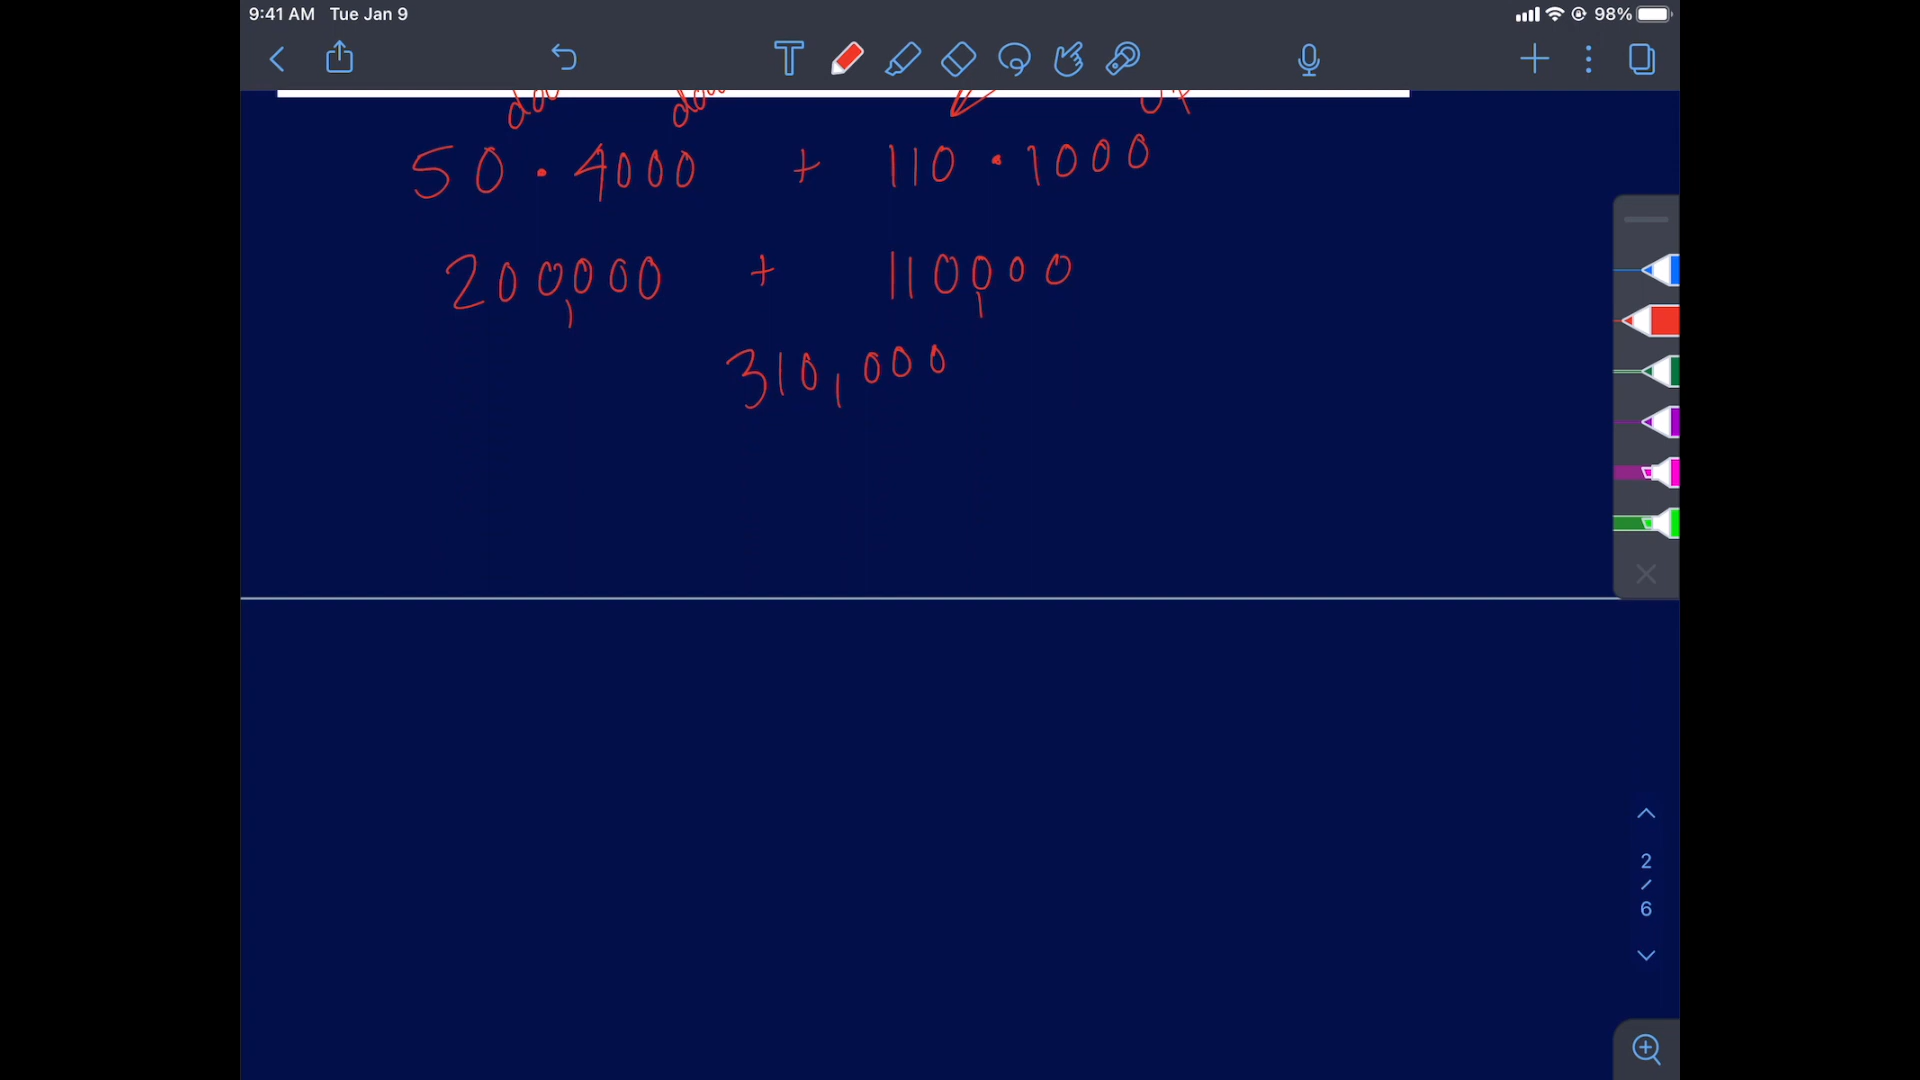 9:41 AM Tue Jan 9 98%
50 · 4000 + 110 · 1000
200,000 + 110,000
310,000
2
/
6